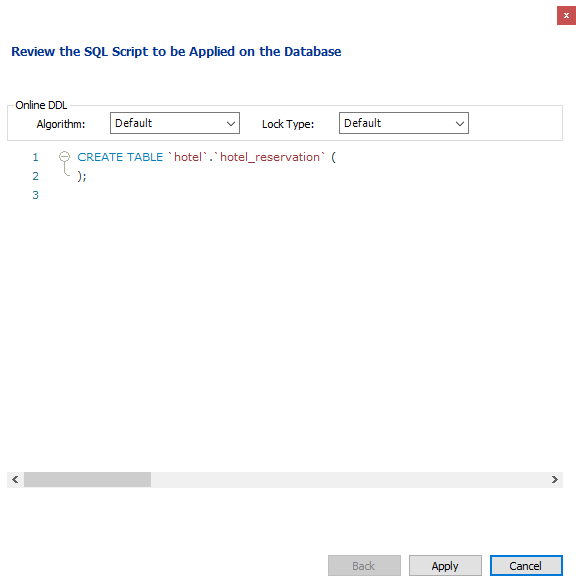 x
Review the SQL Script to be Applied on the Database
Online DDL
Algorithm: Default Lock Type: Default
1 CREATE TABLE `hotel`.`hotel_reservation` (
2 );
3
Back Apply Cancel